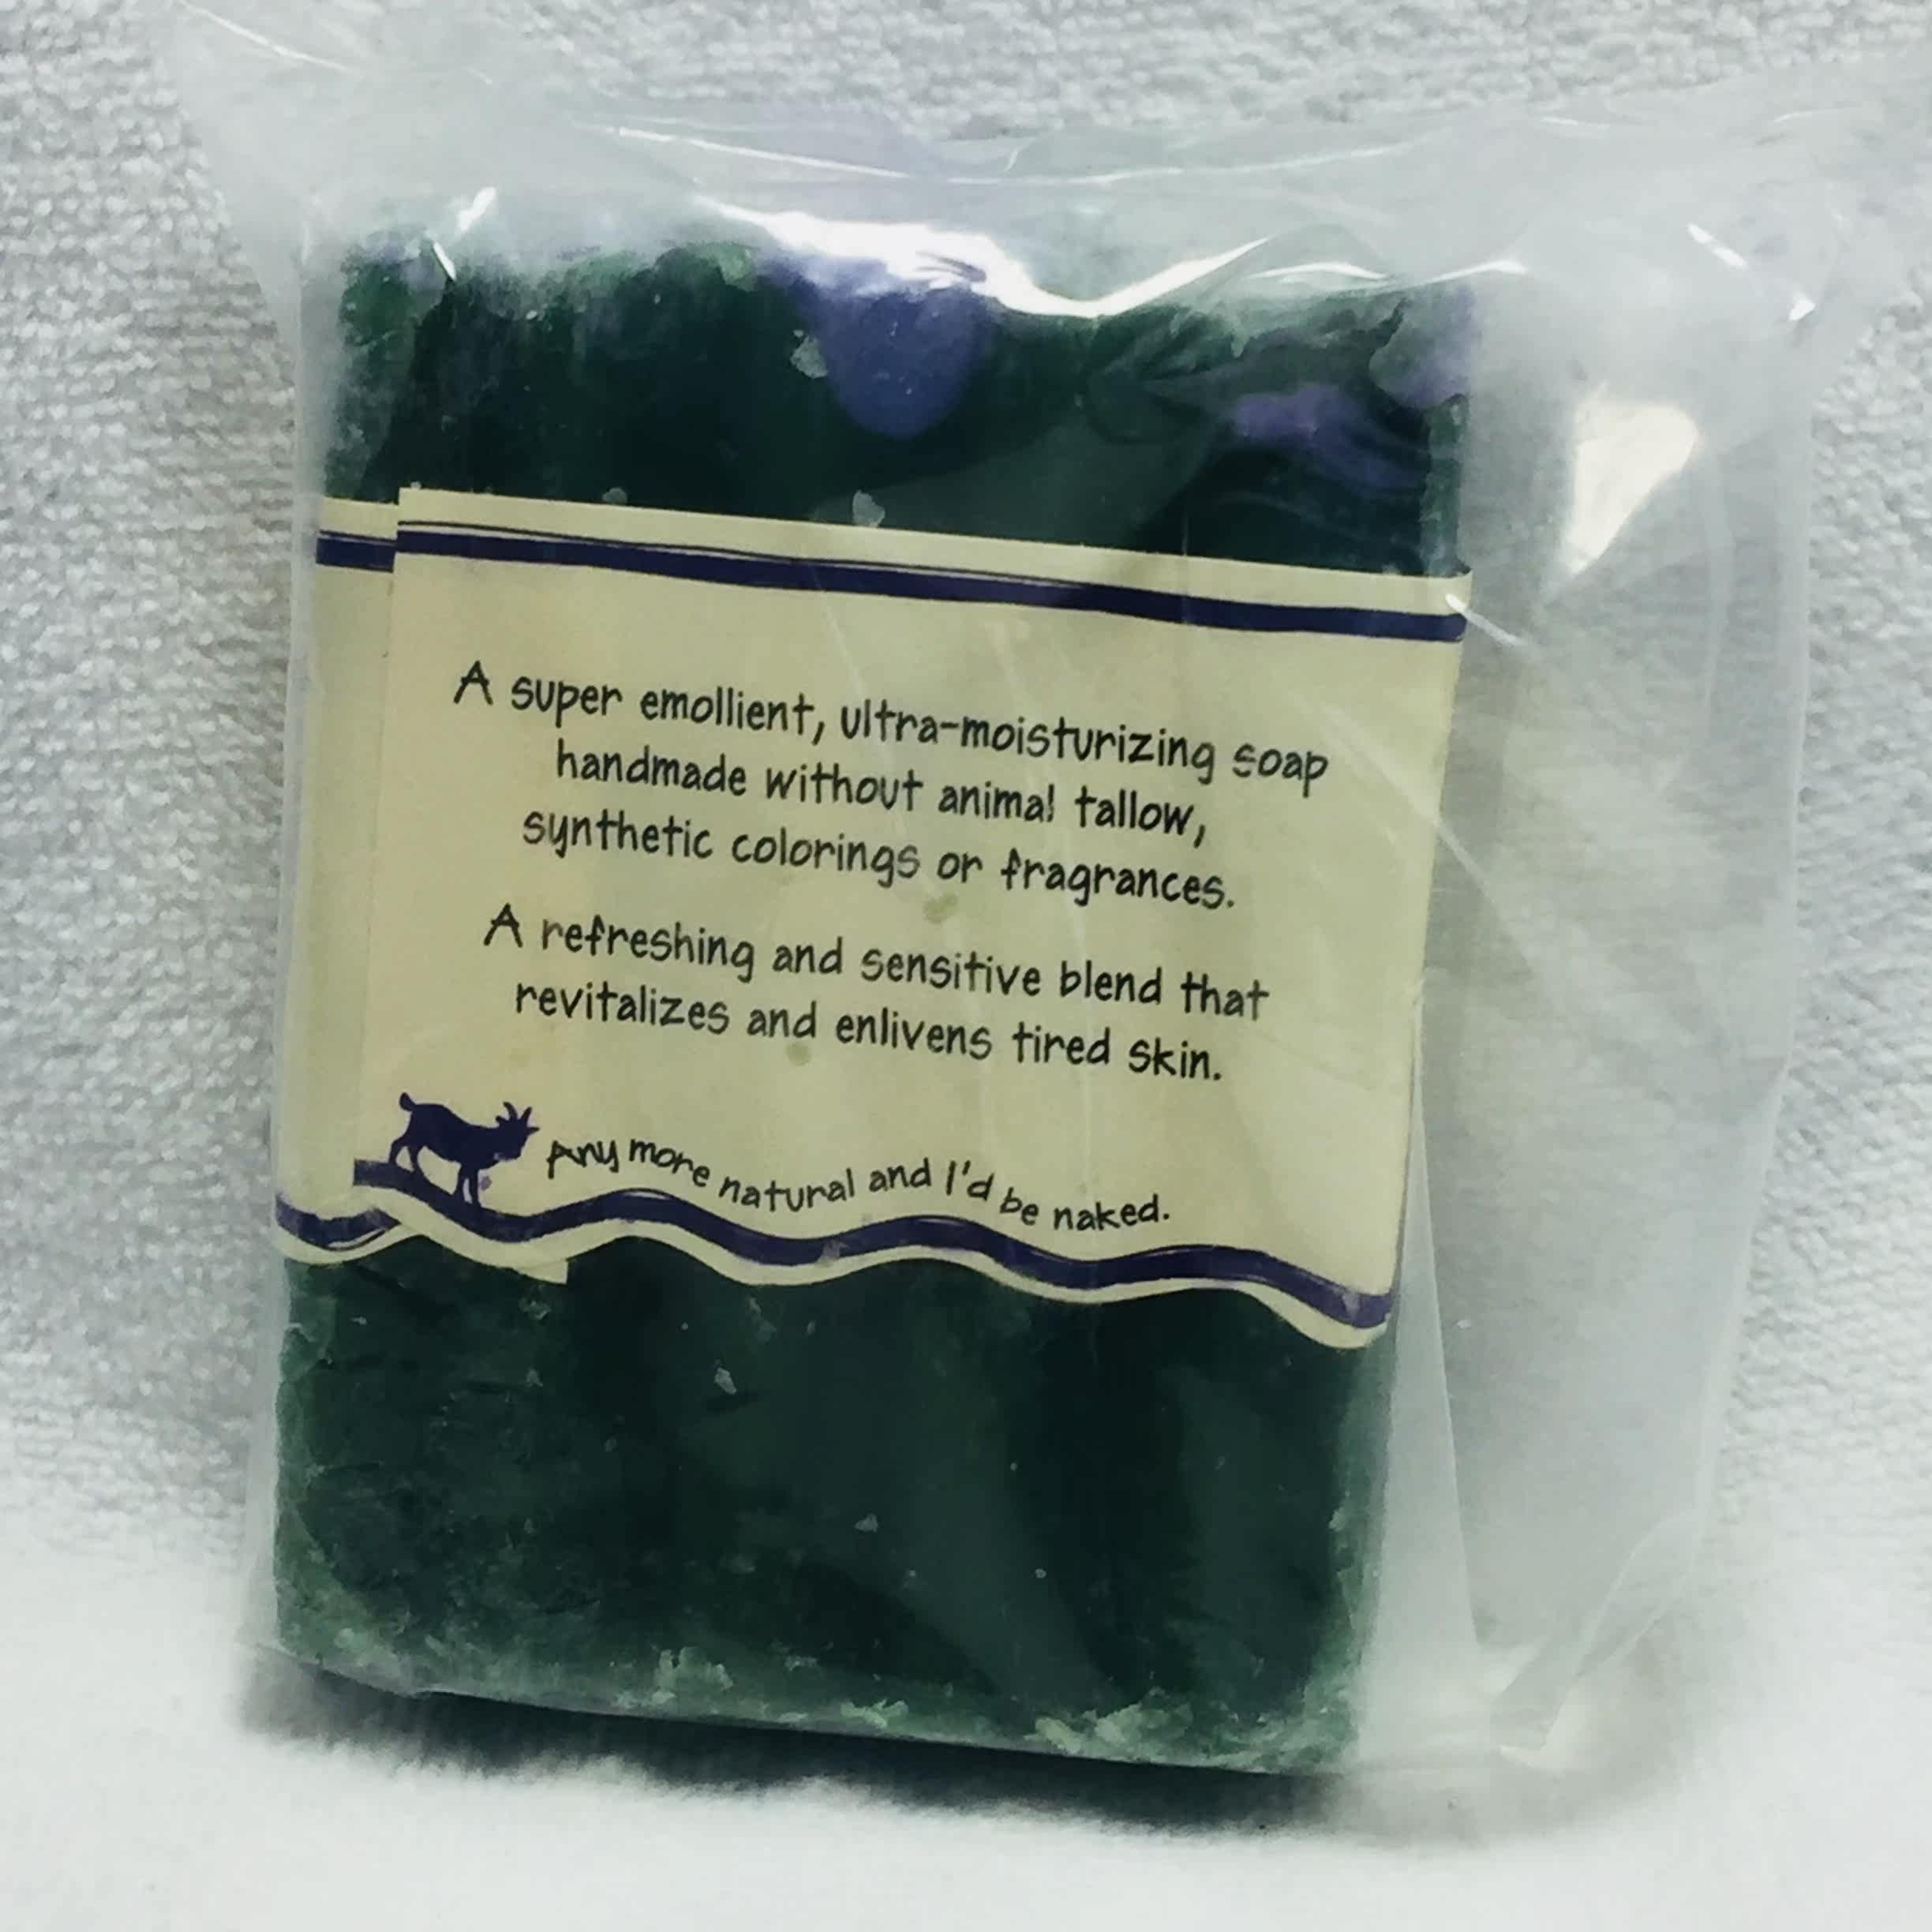 A super emollient, ultra-moisturizing soap
handmade without animal tallow,
synthetic colorings or fragrances.
A refreshing and sensitive blend that
revitalizes and enlivens tired skin.
Any more natural and I'd be naked.